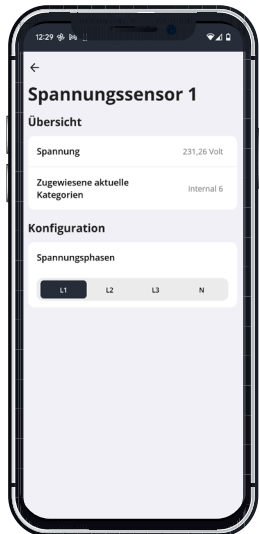 12:29
Spannungssensor 1
Übersicht
Spannung 231,26 Volt
Zugewiesene aktuelle
Kategorien Internal 6
Konfiguration
Spannungsphasen
L1 L2 L3 N